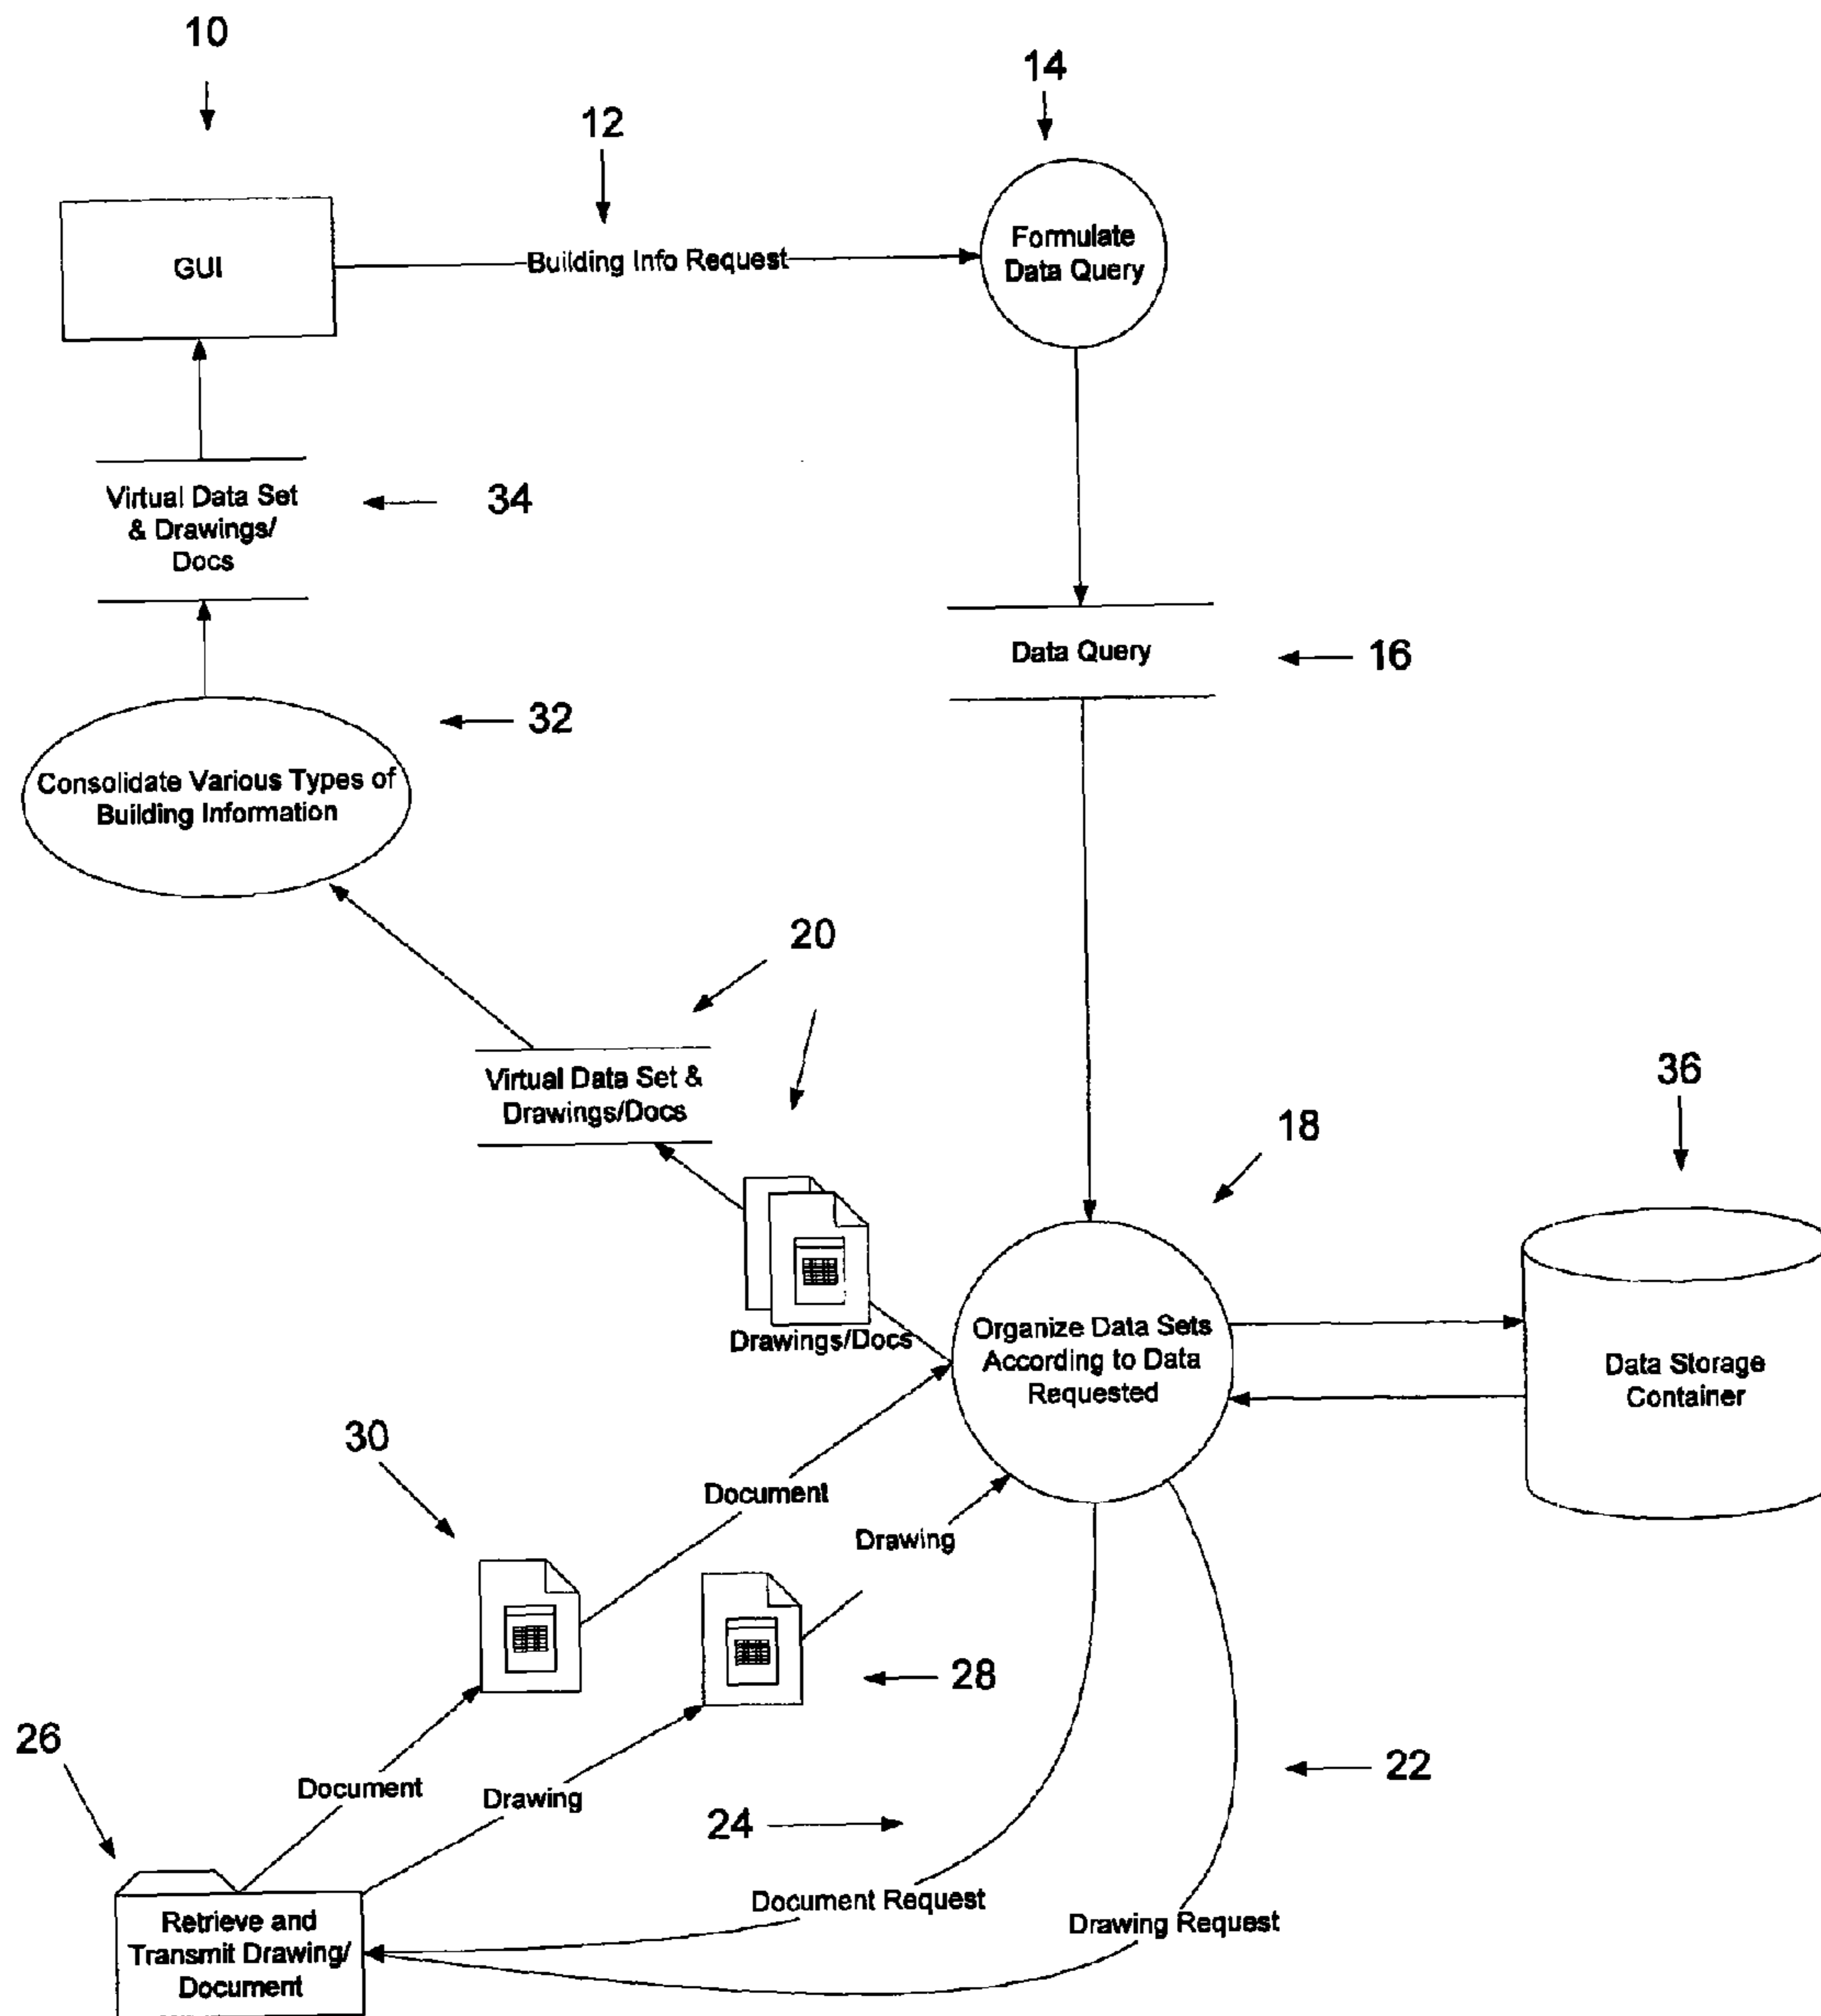 10
14
12
GUI
Building Info Request
Formulate
Data Query
Virtual Data Set
& Drawings/
Docs
34
Data Query
16
32
Consolidate Various Types of
Building Information
20
Virtual Data Set &
Drawings/Docs
36
18
Drawings/Docs
Organize Data Sets
According to Data
Requested
Data Storage
Container
30
Document
Drawing
28
26
Document
Drawing
24
22
Document Request
Drawing Request
Retrieve and
Transmit Drawing/
Document